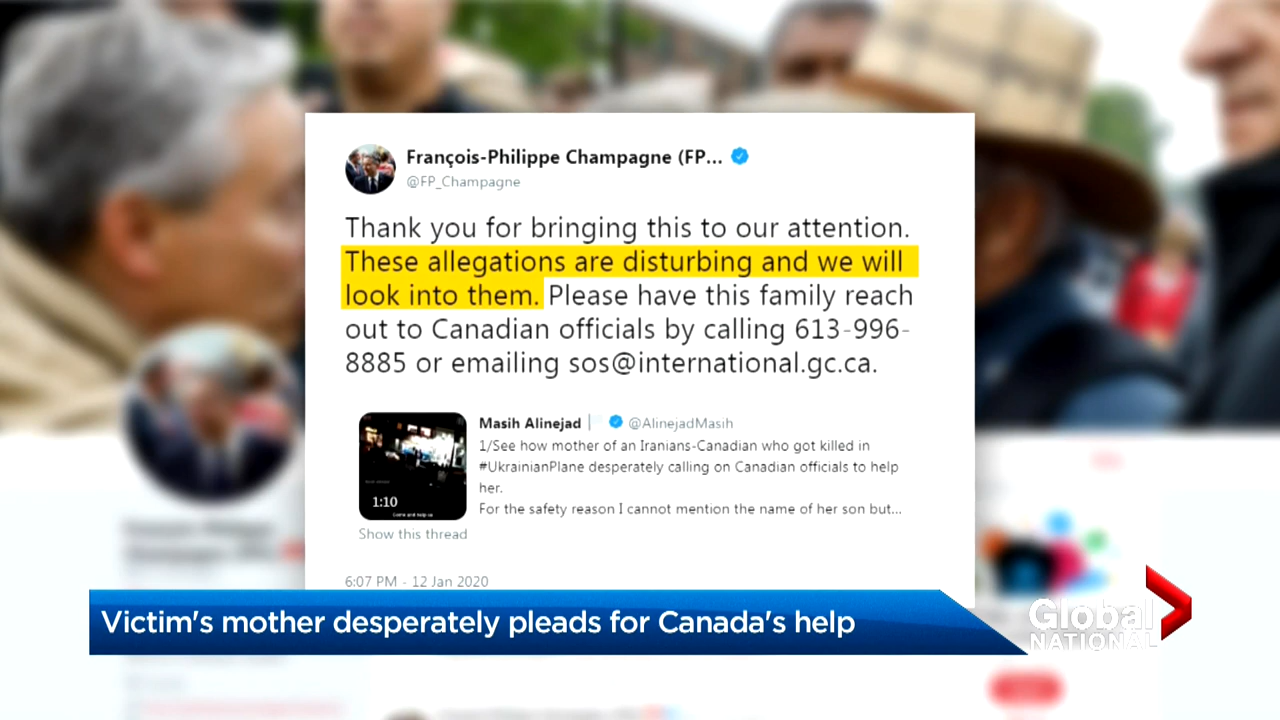 François-Philippe Champagne (FP...
@FP_Champagne
Thank you for bringing this to our attention.
These allegations are disturbing and we will
look into them. Please have this family reach
out to Canadian officials by calling 613-996-
8885 or emailing sos@international.gc.ca.
Masih Alinejad @AlinejadMasih
1/See how mother of an Iranians-Canadian who got killed in
#UkrainianPlane desperately calling on Canadian officials to help
her.
For the safety reason I cannot mention the name of her son but...
1:10
Come and help us
Show this thread
6:07 PM - 12 Jan 2020
Victim's mother desperately pleads for Canada's help
Global
NATIONAL